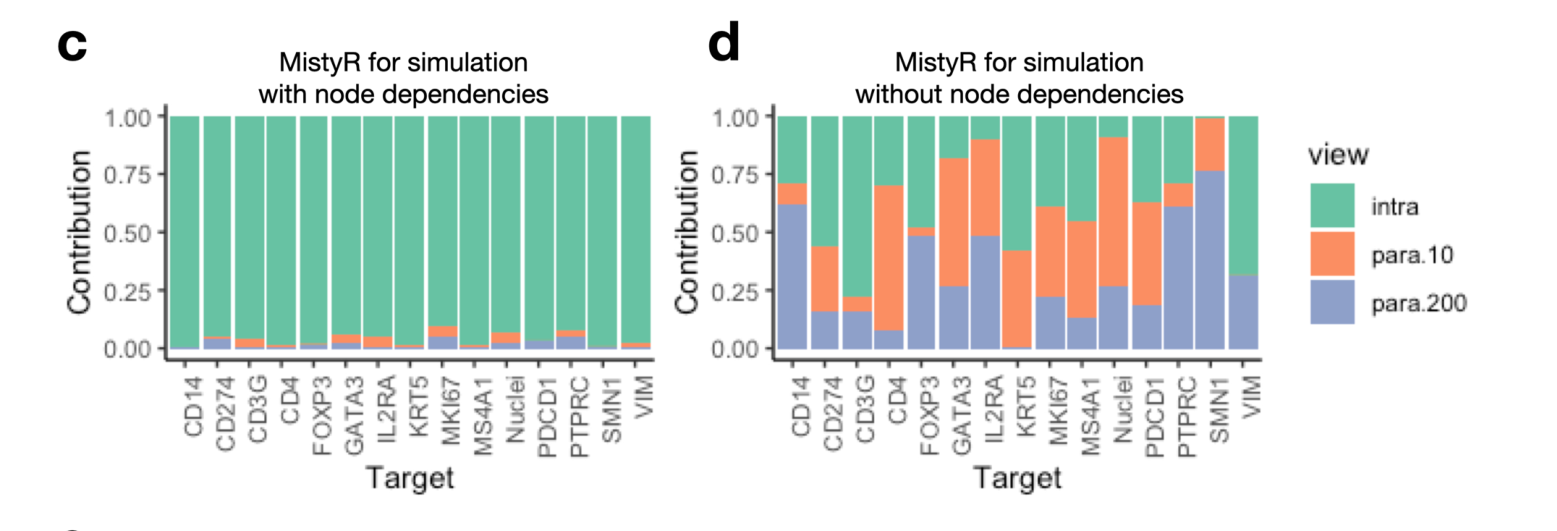 c
MistyR for simulation
with node dependencies
Contribution
1.00
0.75
0.50
0.25
0.00
CD14
CD274
CD3G
CD4
FOXP3
GATA3
IL2RA
KRT5
MKI67
MS4A1
Nuclei
PDCD1
PTPRC
SMN1
VIM
Target
d
MistyR for simulation
without node dependencies
Contribution
1.00
0.75
0.50
0.25
0.00
CD14
CD274
CD3G
CD4
FOXP3
GATA3
IL2RA
KRT5
MKI67
MS4A1
Nuclei
PDCD1
PTPRC
SMN1
VIM
Target
view
intra
para.10
para.200